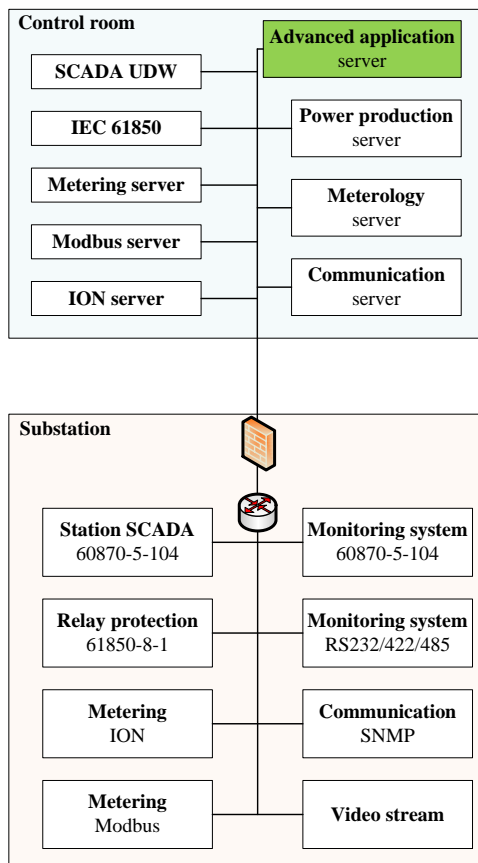 Control room
Advanced application
server
SCADA UDW
IEC 61850
Power production
server
Metering server
Meterology
server
Modbus server
Communication
server
ION server
Substation
Station SCADA
60870-5-104
Monitoring system
60870-5-104
Relay protection
61850-8-1
Monitoring system
RS232/422/485
Metering
ION
Communication
SNMP
Metering
Modbus
Video stream